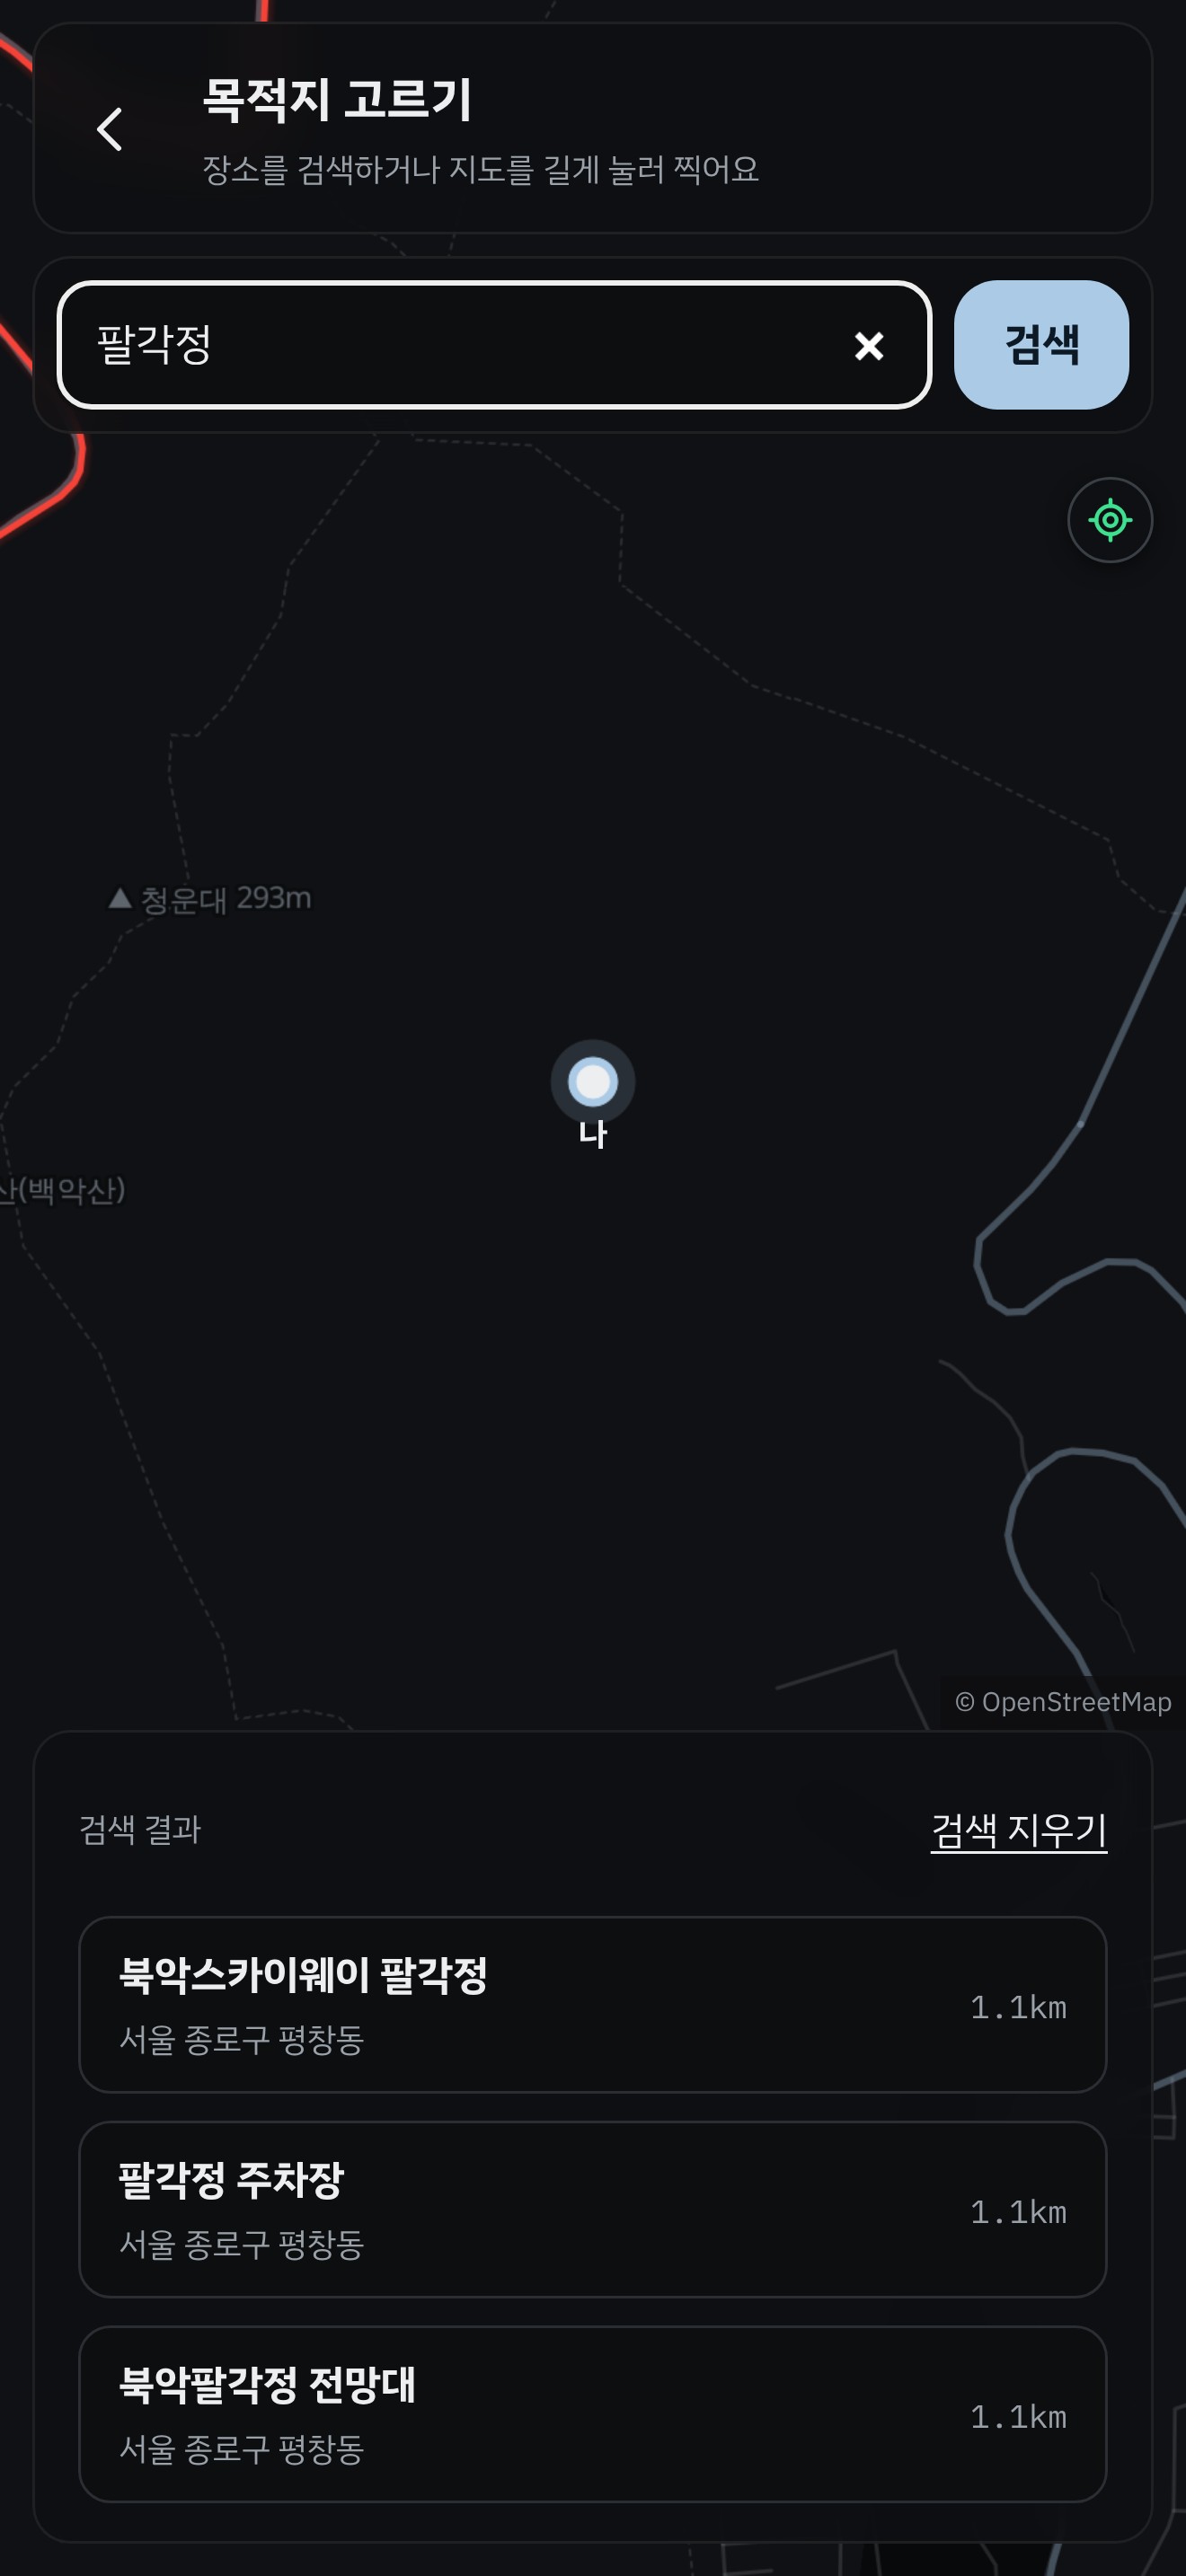 목적지 고르기
장소를 검색하거나 지도를 길게 눌러 찍어요
팔각정
검색
청운대 293m
나
산(백악산)
© OpenStreetMap
검색 결과
검색 지우기
북악스카이웨이 팔각정
서울 종로구 평창동
1.1km
팔각정 주차장
서울 종로구 평창동
1.1km
북악팔각정 전망대
서울 종로구 평창동
1.1km